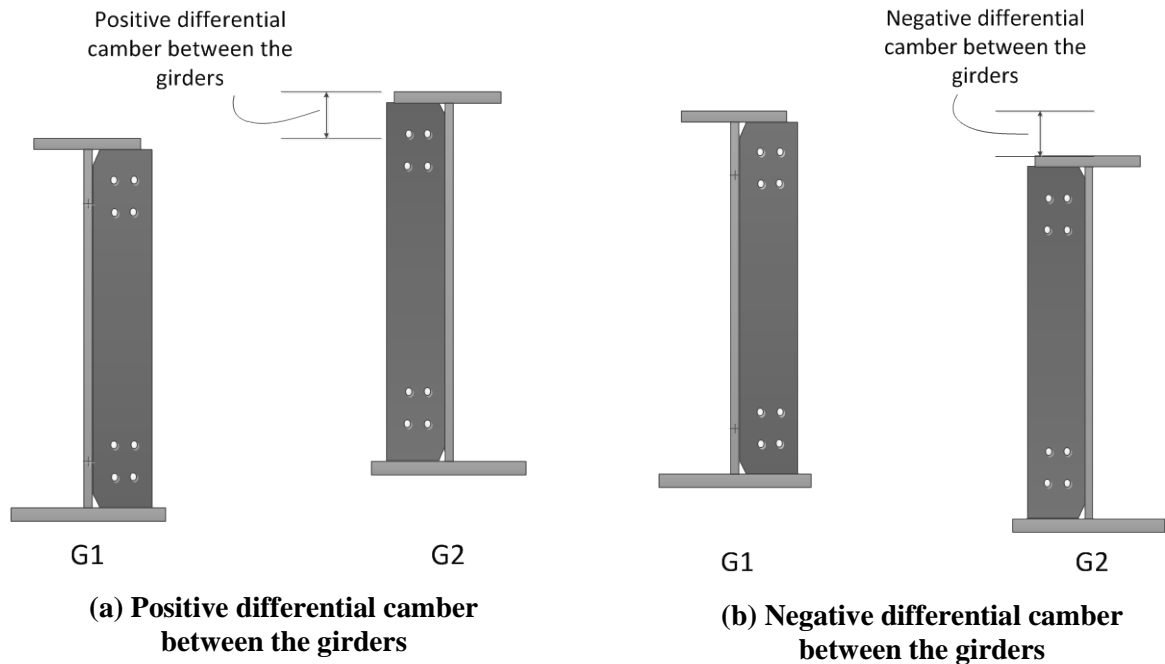 Positive differential
camber between the
girders
G1
G2
(a) Positive differential camber
between the girders
Negative differential
camber between the
girders
G1
G2
(b) Negative differential camber
between the girders